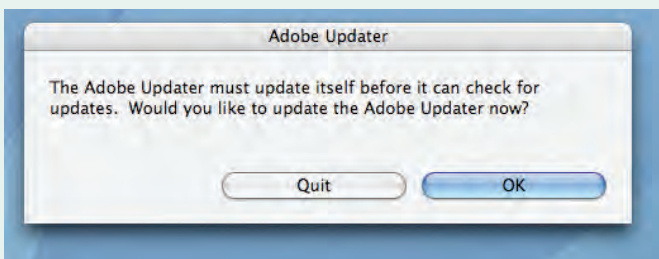 Adobe Updater
The Adobe Updater must update itself before it can check for
updates.  Would you like to update the Adobe Updater now?
Quit
OK